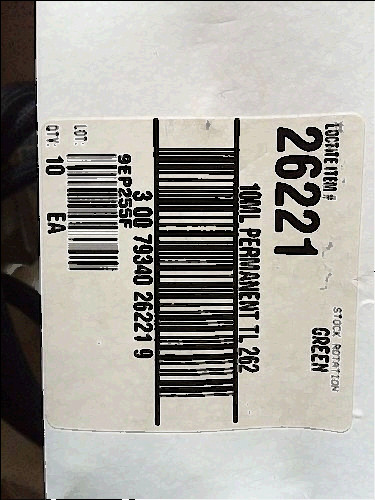 LOCTITE ITEM #
26221
STOCK ROTATION
GREEN
10ML PERMANENT TL 262
3 00 79340 26221 9
LOT: 9EP255F
QTY: 10 EA